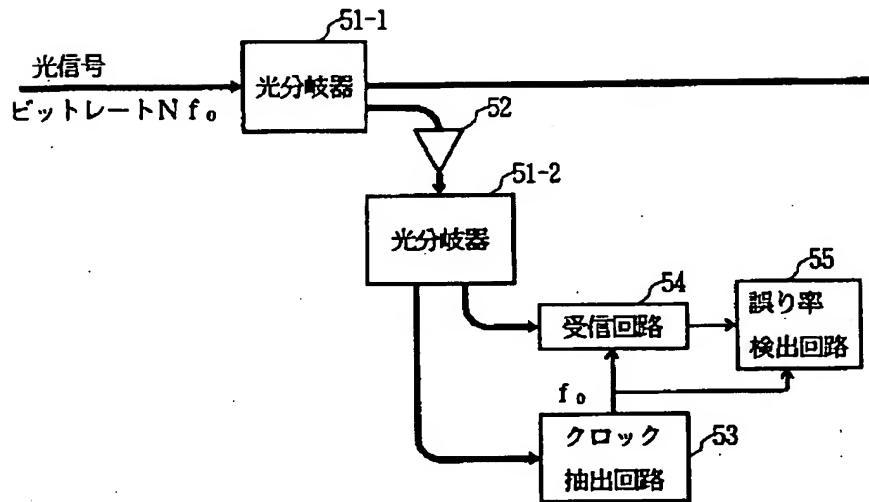 51-1
光信号
光分岐器
ビットレートN f₀
52
51-2
光分岐器
54
55
受信回路
誤り率
検出回路
f₀
クロック
抽出回路
53